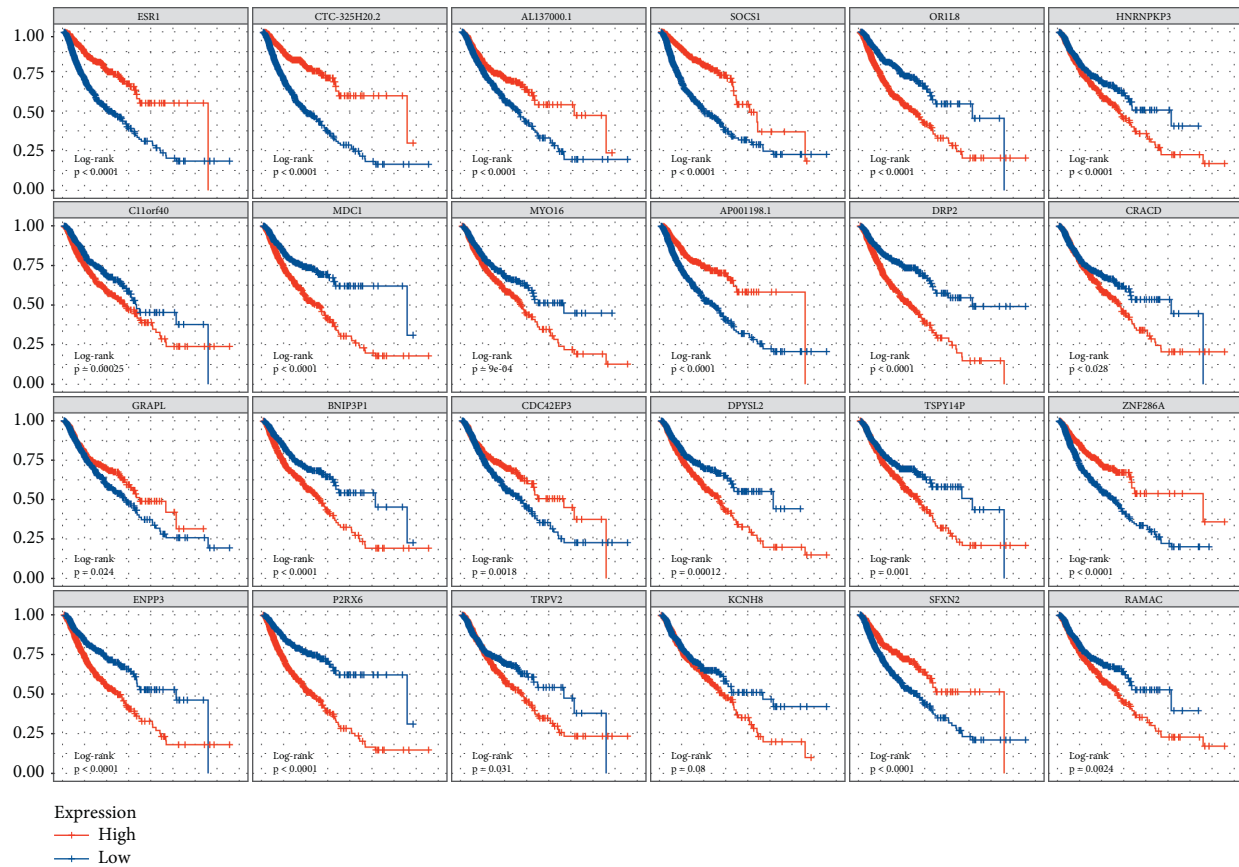 ESR1 CTC-325H20.2 AL137000.1 SOCS1 OR1L8 HNRNPKP3
1.00
0.75
0.50
0.25
0.00
Log-rank Log-rank Log-rank Log-rank Log-rank Log-rank
p < 0.0001 p < 0.0001 p < 0.0001 p < 0.0001 p < 0.0001 p < 0.0001
C11orf40 MDC1 MYO16 AP001198.1 DRP2 CRACD
1.00
0.75
0.50
0.25
0.00
Log-rank Log-rank Log-rank Log-rank Log-rank Log-rank
p = 0.00025 p < 0.0001 p = 9e-04 p < 0.0001 p < 0.0001 p < 0.028
GRAPL BNIP3P1 CDC42EP3 DPYSL2 TSPY14P ZNF286A
1.00
0.75
0.50
0.25
0.00
Log-rank Log-rank Log-rank Log-rank Log-rank Log-rank
p = 0.024 p < 0.0001 p = 0.0018 p = 0.00012 p = 0.001 p < 0.0001
ENPP3 P2RX6 TRPV2 KCNH8 SFXN2 RAMAC
1.00
0.75
0.50
0.25
0.00
Log-rank Log-rank Log-rank Log-rank Log-rank Log-rank
p < 0.0001 p < 0.0001 p = 0.031 p = 0.08 p < 0.0001 p = 0.0024
Expression
High
Low